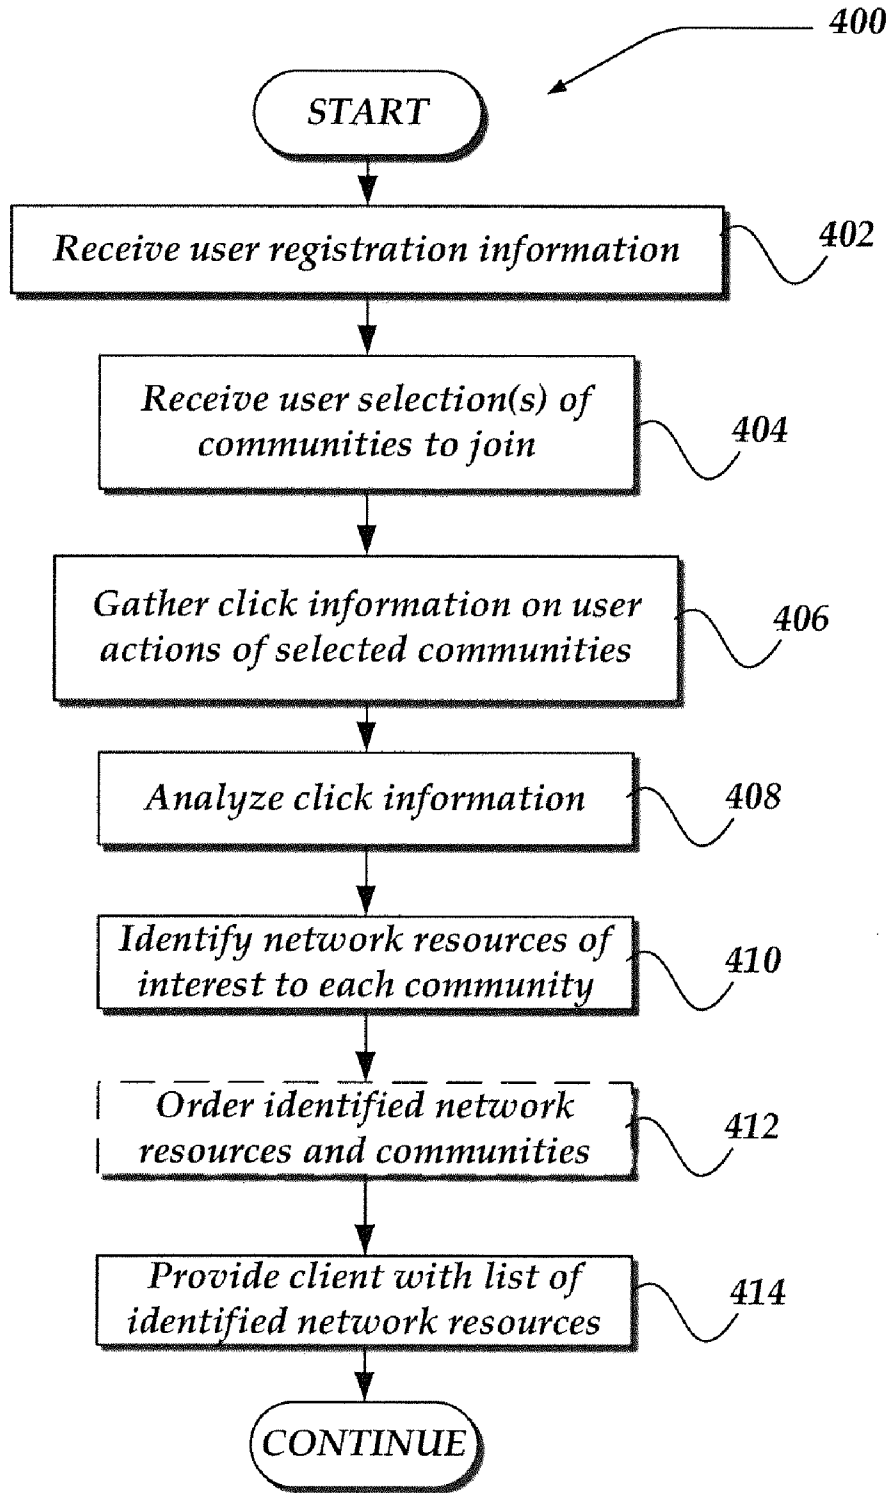 400
START
Receive user registration information
402
Receive user selection(s) of
communities to join
404
Gather click information on user
actions of selected communities
406
Analyze click information
408
Identify network resources of
interest to each community
410
Order identified network
resources and communities
412
Provide client with list of
identified network resources
414
CONTINUE